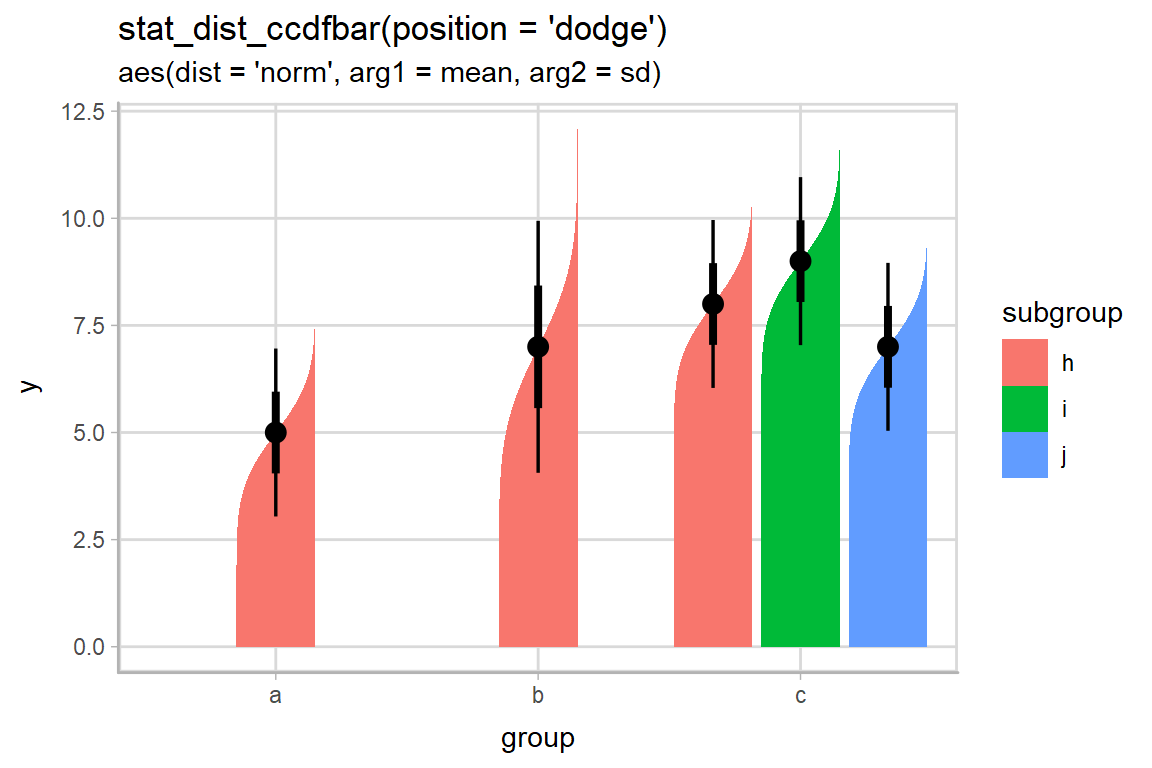 stat_dist_ccdfbar(position = 'dodge')
aes(dist = 'norm', arg1 = mean, arg2 = sd)
12.5
10.0
7.5
5.0
2.5
0.0
y
a
b
c
group
subgroup
h
i
j